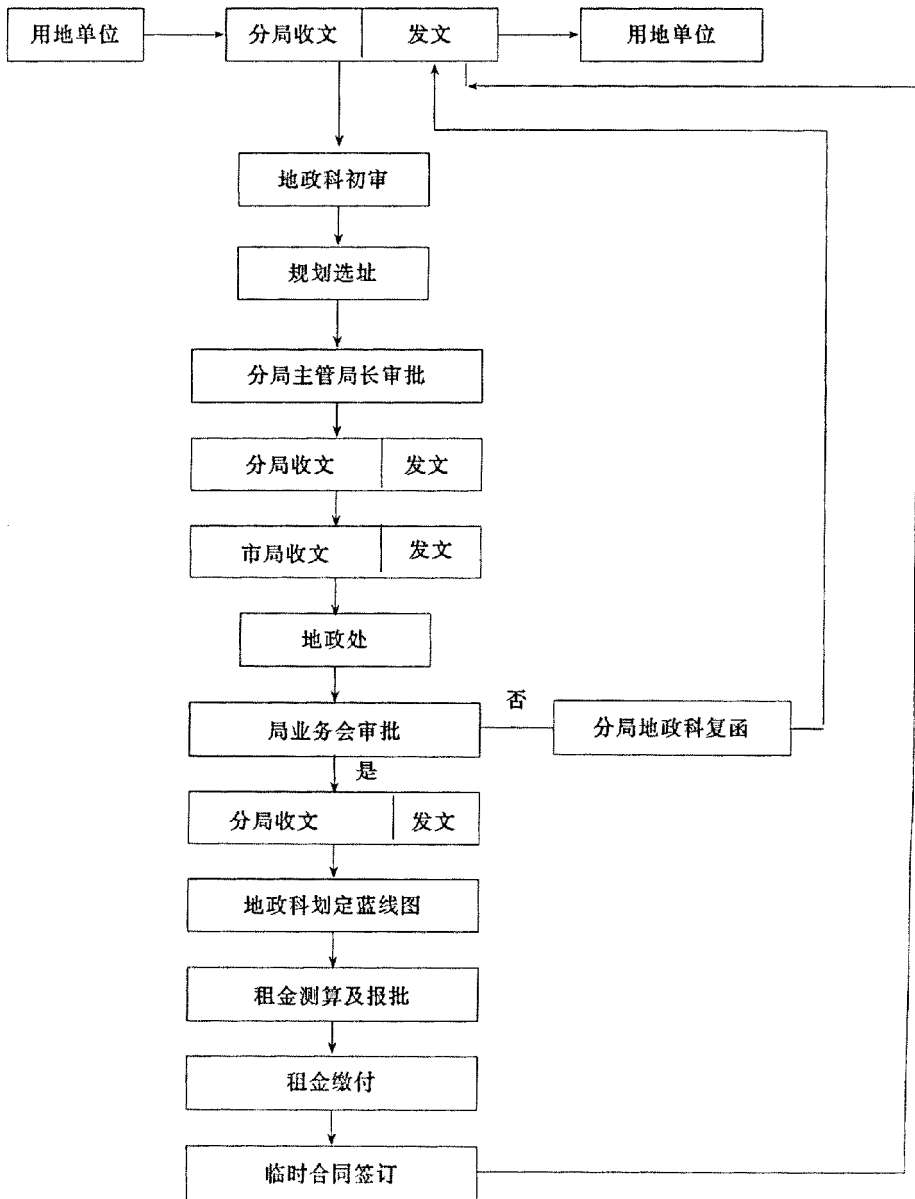 用地单位 分局收文 发文 用地单位
地政科初审
规划选址
分局主管局长审批
分局收文 发文
市局收文 发文
地政处
局业务会审批 否 分局地政科复函
是
分局收文 发文
地政科划定蓝线图
租金测算及报批
租金缴付
临时合同签订